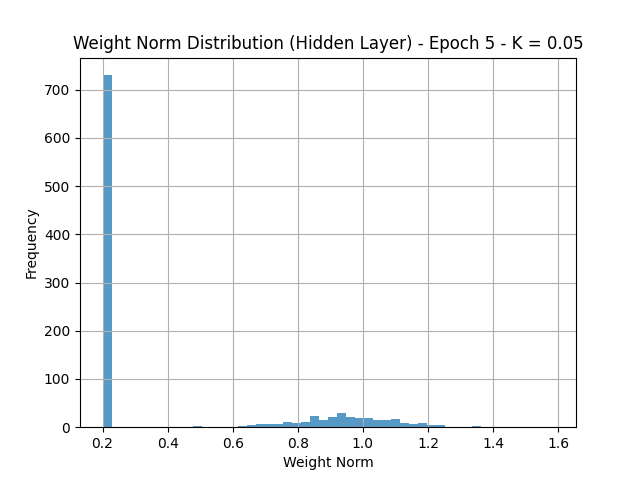 Weight Norm Distribution (Hidden Layer) - Epoch 5 - K = 0.05
700
600
500
400
300
200
100
0
Frequency
0.2 0.4 0.6 0.8 1.0 1.2 1.4 1.6
Weight Norm